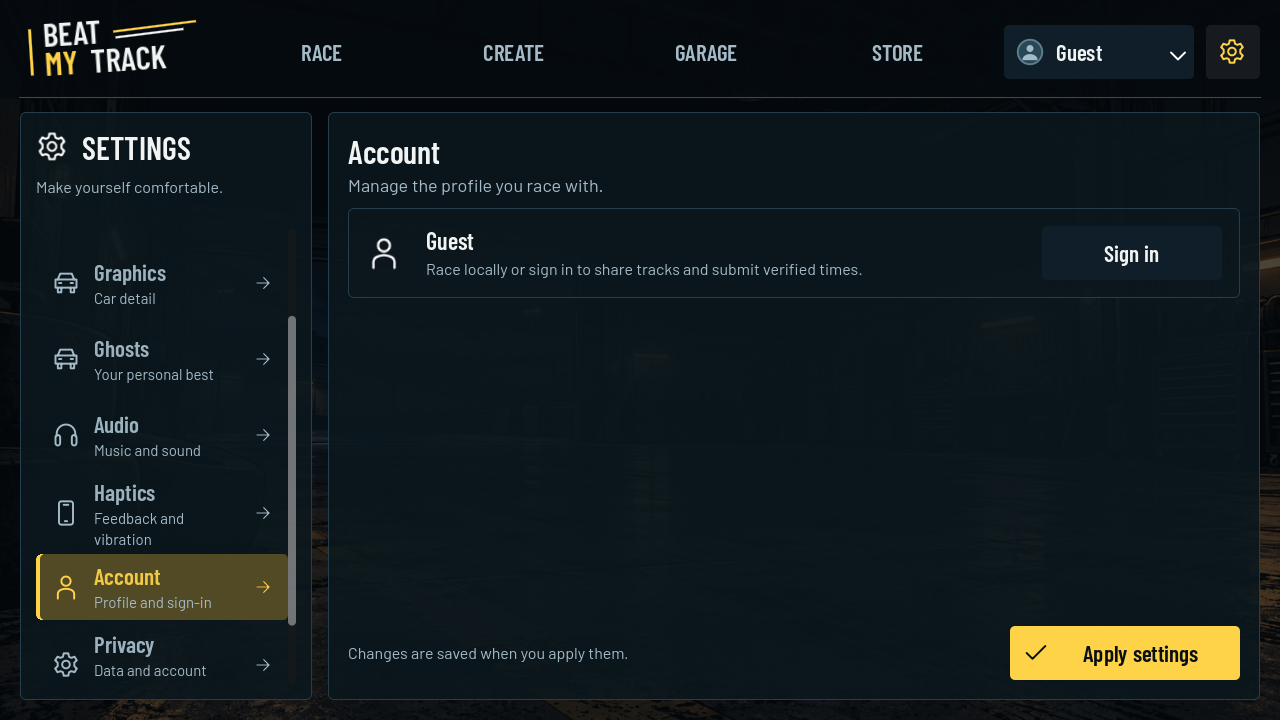 BEAT
MY TRACK
RACE
CREATE
GARAGE
STORE
Guest
SETTINGS
Make yourself comfortable.
Graphics
Car detail
Ghosts
Your personal best
Audio
Music and sound
Haptics
Feedback and
vibration
Account
Profile and sign-in
Privacy
Data and account
Account
Manage the profile you race with.
Guest
Race locally or sign in to share tracks and submit verified times.
Sign in
Changes are saved when you apply them.
Apply settings